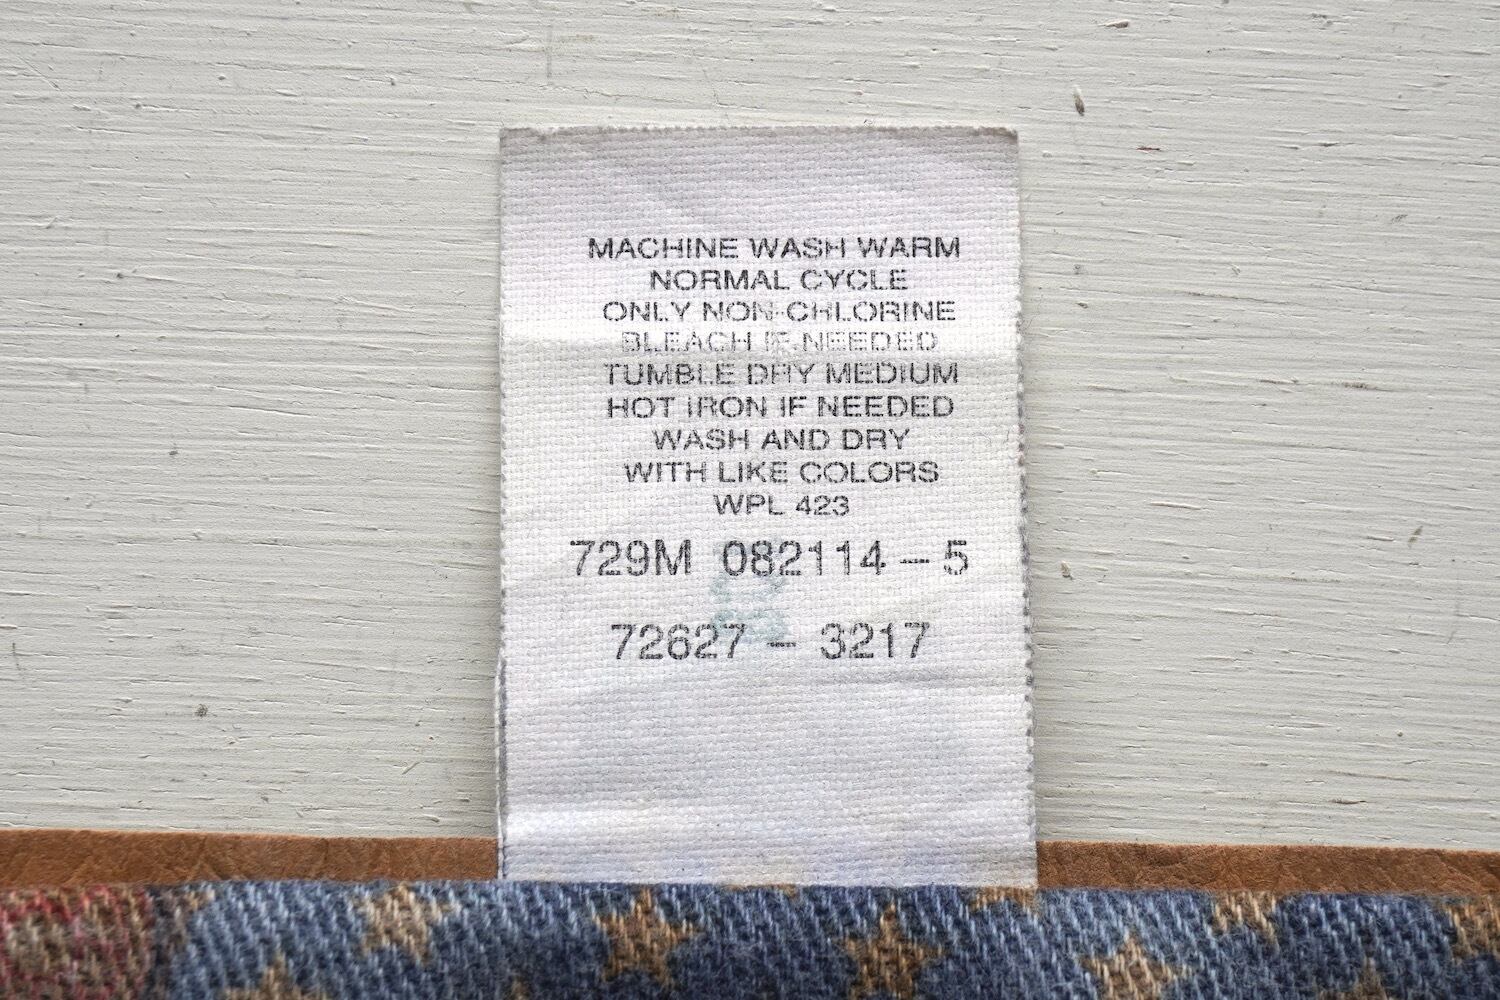 MACHINE WASH WARM
NORMAL CYCLE
ONLY NON-CHLORINE
BLEACH IF NEEDED
TUMBLE DRY MEDIUM
HOT IRON IF NEEDED
WASH AND DRY
WITH LIKE COLORS
WPL 423
729M 082114 – 5
72627 – 3217